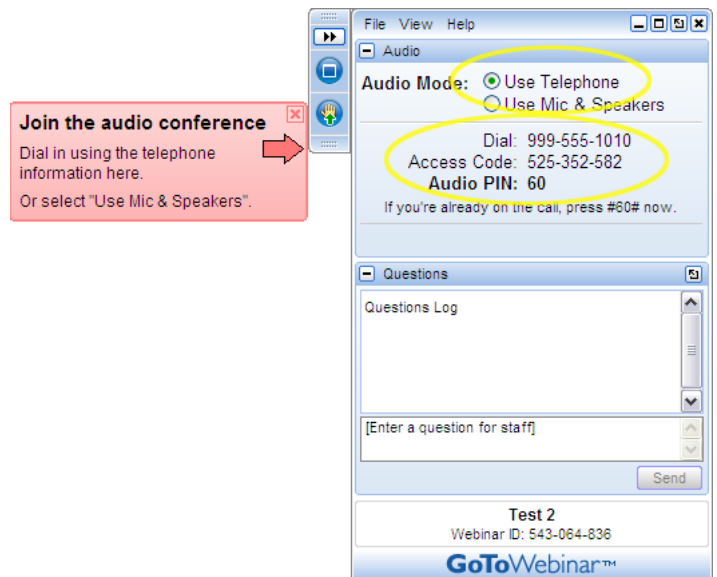 Join the audio conference
Dial in using the telephone
information here.
Or select "Use Mic & Speakers".
File View Help
Audio
Audio Mode: Use Telephone
Use Mic & Speakers
Dial: 999-555-1010
Access Code: 525-352-582
Audio PIN: 60
If you're already on the call, press #60# now.
Questions
Questions Log
[Enter a question for staff]
Send
Test 2
Webinar ID: 543-064-836
GoToWebinar™